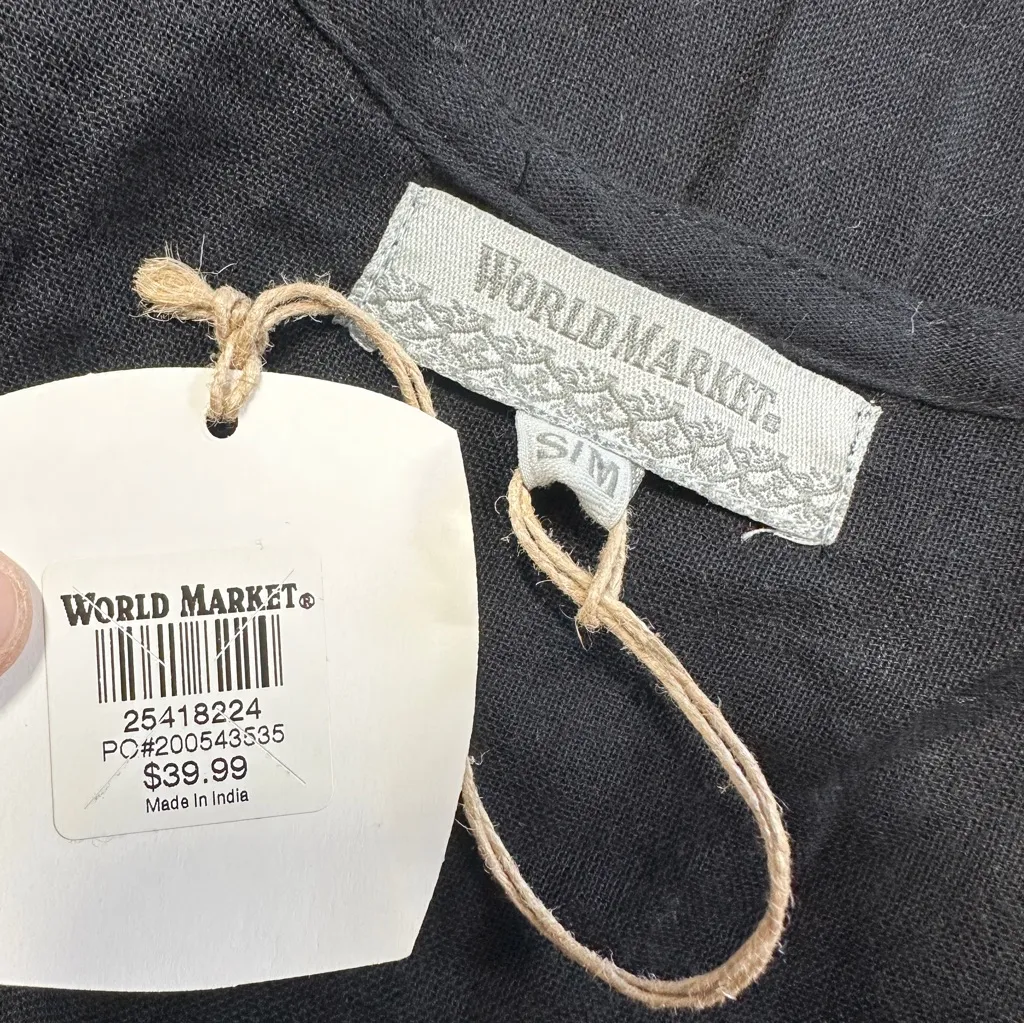 WORLD MARKET®
S/M
WORLD MARKET®
25418224
PO#200543535
$39.99
Made In India